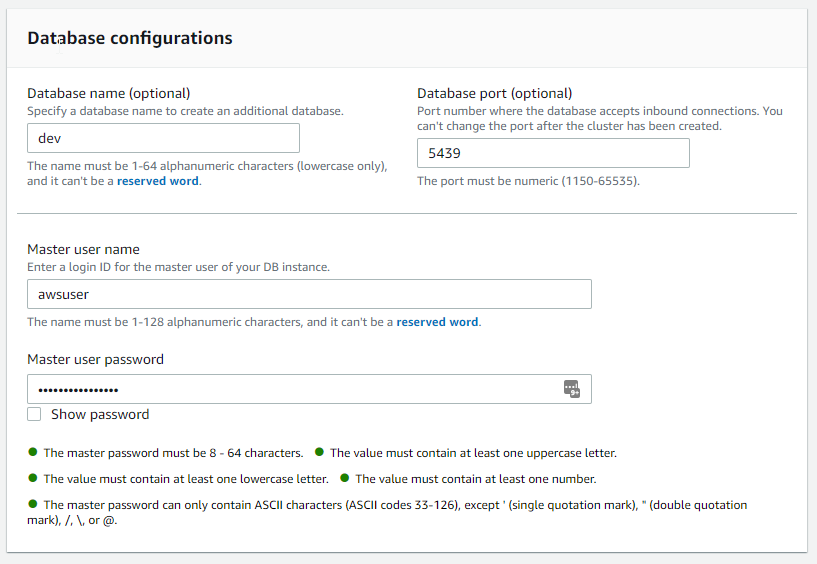 Database configurations
Database name (optional)
Specify a database name to create an additional database.
dev
The name must be 1-64 alphanumeric characters (lowercase only),
and it can't be a reserved word.
Database port (optional)
Port number where the database accepts inbound connections. You
can't change the port after the cluster has been created.
5439
The port must be numeric (1150-65535).
Master user name
Enter a login ID for the master user of your DB instance.
awsuser
The name must be 1-128 alphanumeric characters, and it can't be a reserved word.
Master user password
••••••••••••••••
Show password
The master password must be 8 - 64 characters. The value must contain at least one uppercase letter.
The value must contain at least one lowercase letter. The value must contain at least one number.
The master password can only contain ASCII characters (ASCII codes 33-126), except ' (single quotation mark), " (double quotation
mark), /, \, or @.